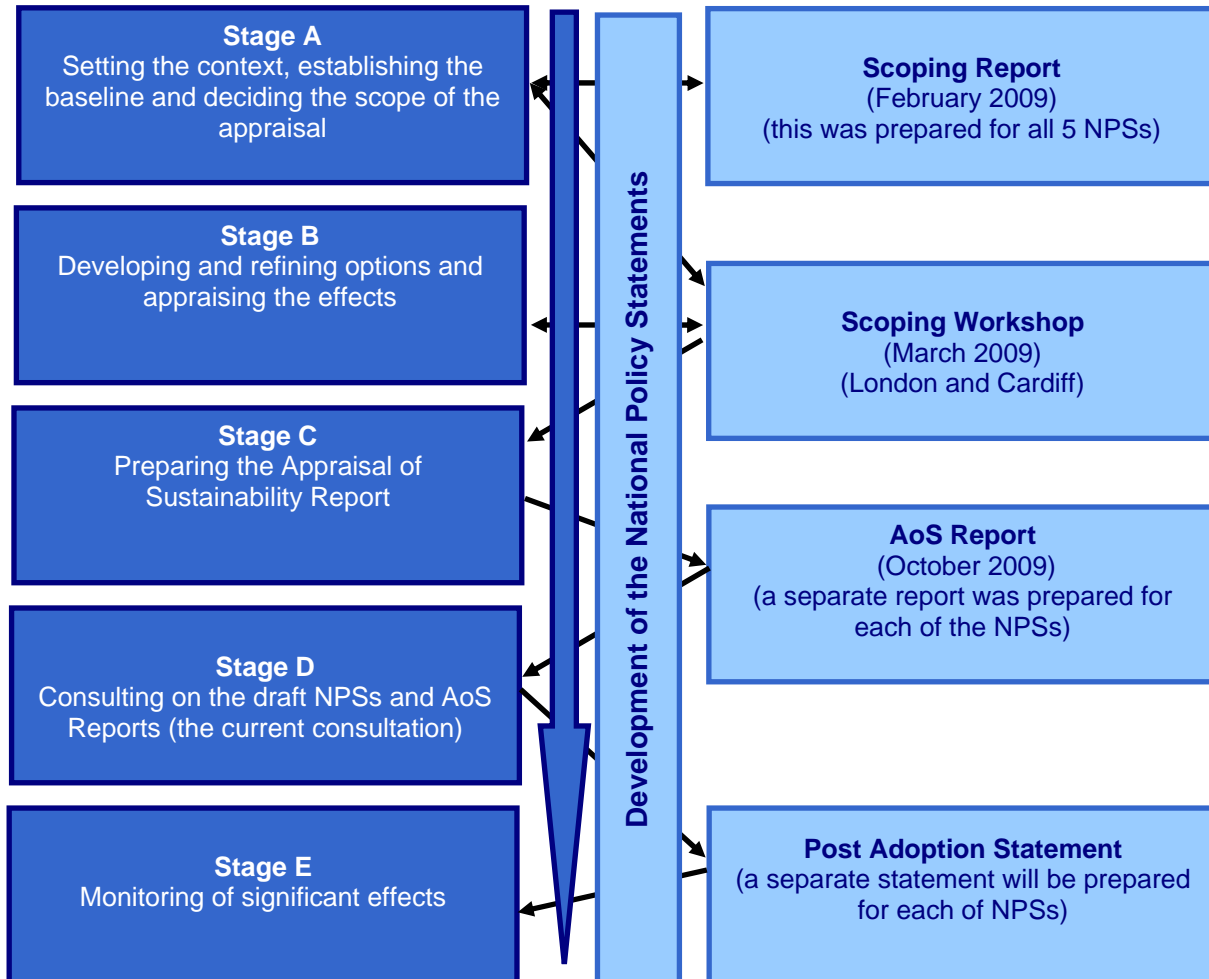 Stage A
Setting the context, establishing the
baseline and deciding the scope of the
appraisal
Stage B
Developing and refining options and
appraising the effects
Stage C
Preparing the Appraisal of
Sustainability Report
Stage D
Consulting on the draft NPSs and AoS
Reports (the current consultation)
Stage E
Monitoring of significant effects
Development of the National Policy Statements
Scoping Report
(February 2009)
(this was prepared for all 5 NPSs)
Scoping Workshop
(March 2009)
(London and Cardiff)
AoS Report
(October 2009)
(a separate report was prepared for
each of the NPSs)
Post Adoption Statement
(a separate statement will be prepared
for each of NPSs)